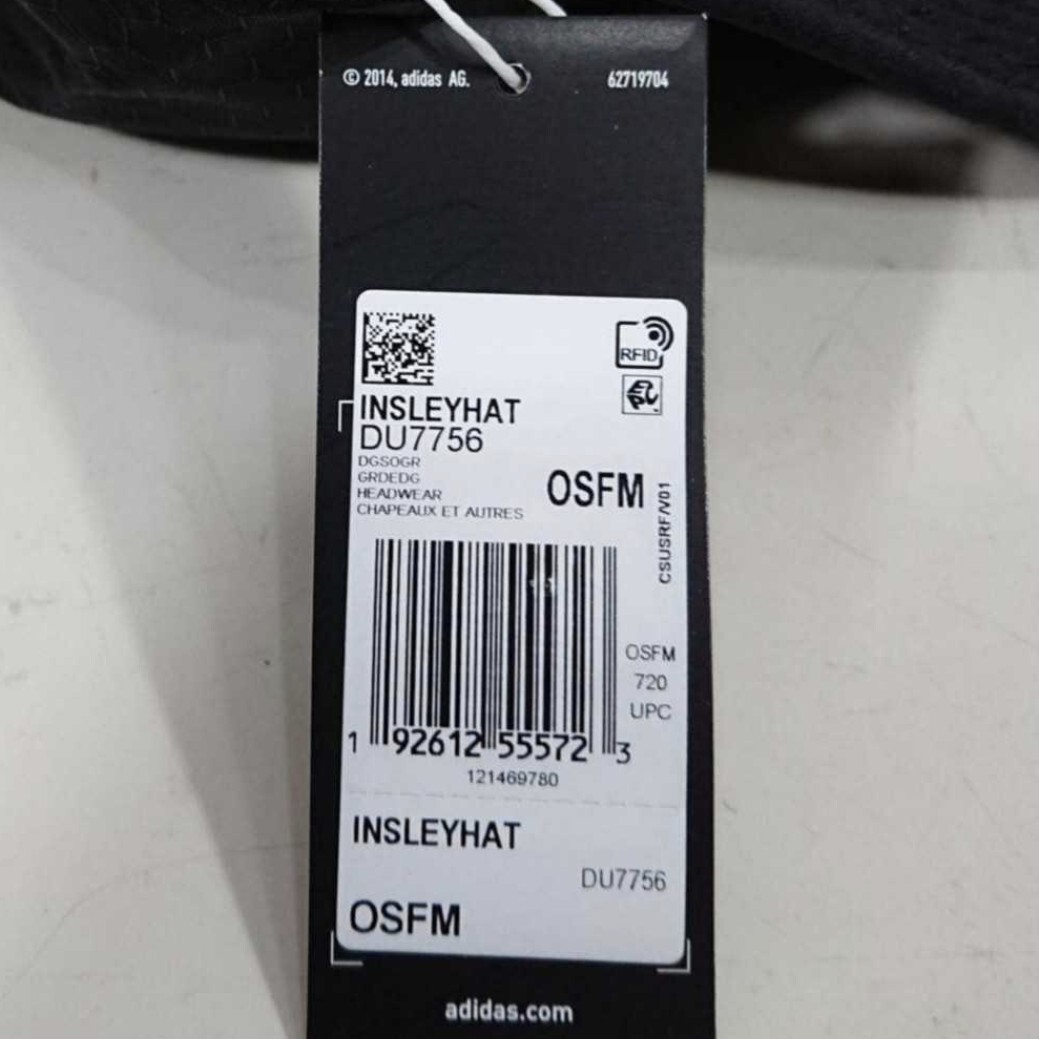 © 2014, adidas AG. 62719704
RFID
EPC
INSLEYHAT
DU7756
DGSOGR
GRDEDG
HEADWEAR
CHAPEAUX ET AUTRES
OSFM
CSUSRF/V01
OSFM
720
UPC
1 92612 55572 3
121469780
INSLEYHAT
DU7756
OSFM
adidas.com